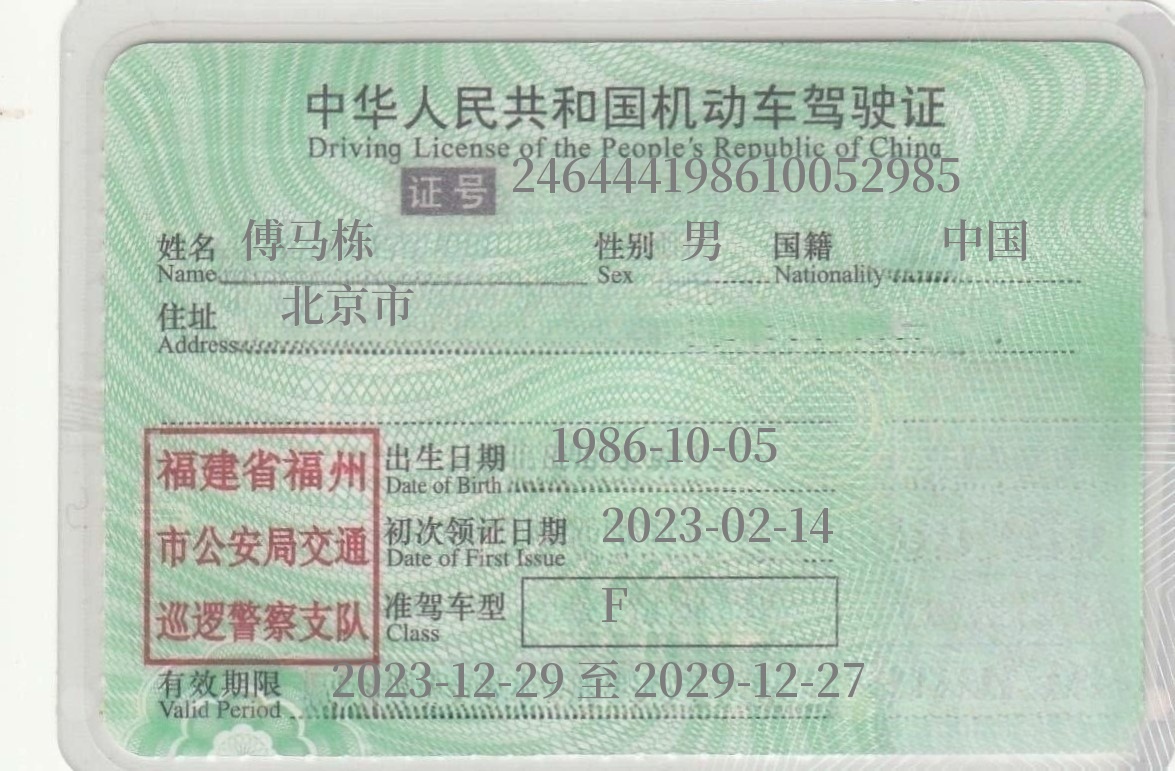 中华人民共和国机动车驾驶证
Driving License of the People's Republic of China
证号 246444198610052985
姓名 傅马栋 性别 男 国籍 中国
Name Sex Nationality
住址 北京市
Address
福建省福州
市公安局交通
巡逻警察支队
出生日期 1986-10-05
Date of Birth
初次领证日期 2023-02-14
Date of First Issue
准驾车型 F
Class
有效期限 2023-12-29 至 2029-12-27
Valid Period